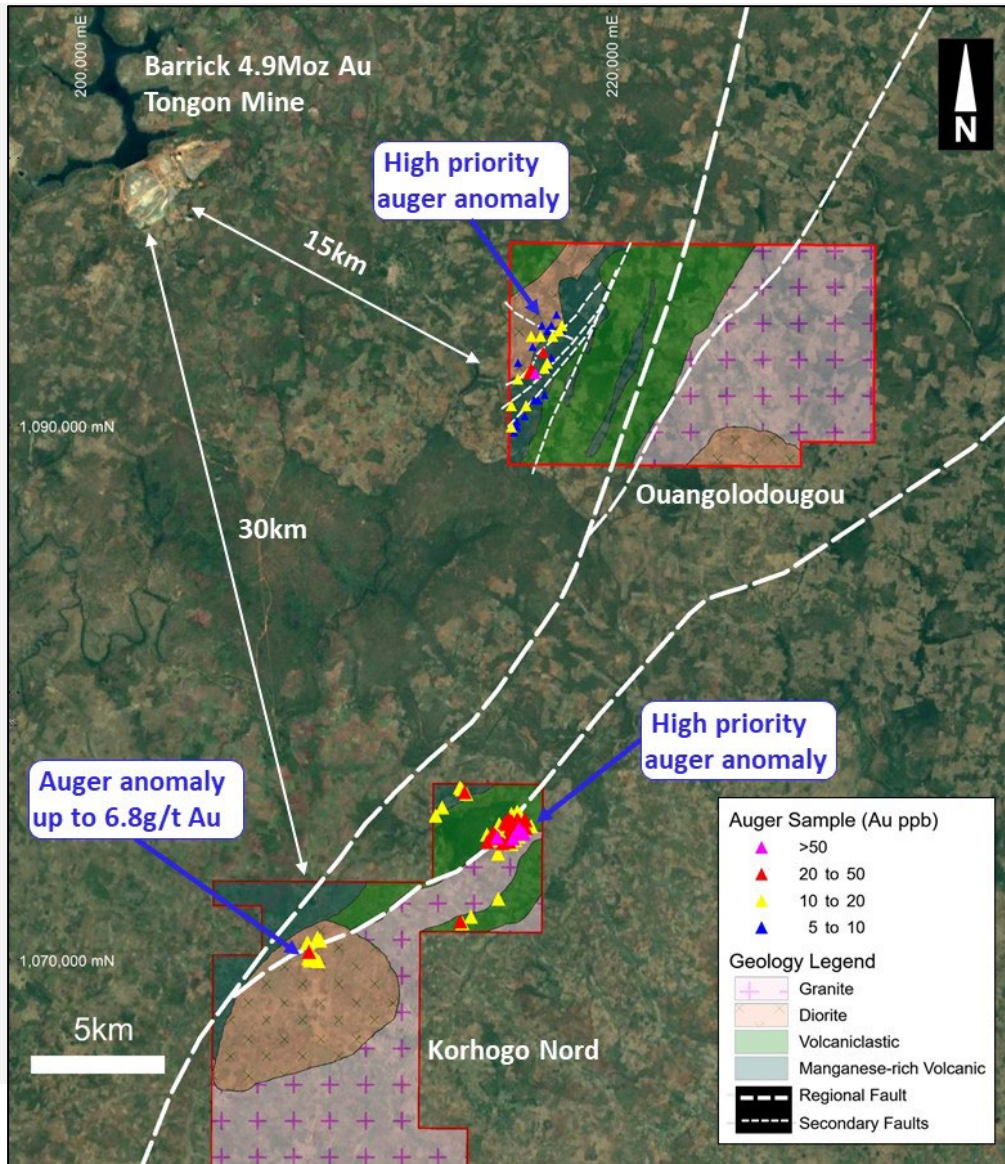 200,000 mE
220,000 mE
Barrick 4.9Moz Au
Tongon Mine
N
High priority
auger anomaly
15km
1,090,000 mN
Ouangolodougou
30km
High priority
auger anomaly
Auger anomaly
up to 6.8g/t Au
1,070,000 mN
5km
Korhogo Nord
Auger Sample (Au ppb)
>50
20 to 50
10 to 20
5 to 10
Geology Legend
Granite
Diorite
Volcaniclastic
Manganese-rich Volcanic
Regional Fault
Secondary Faults